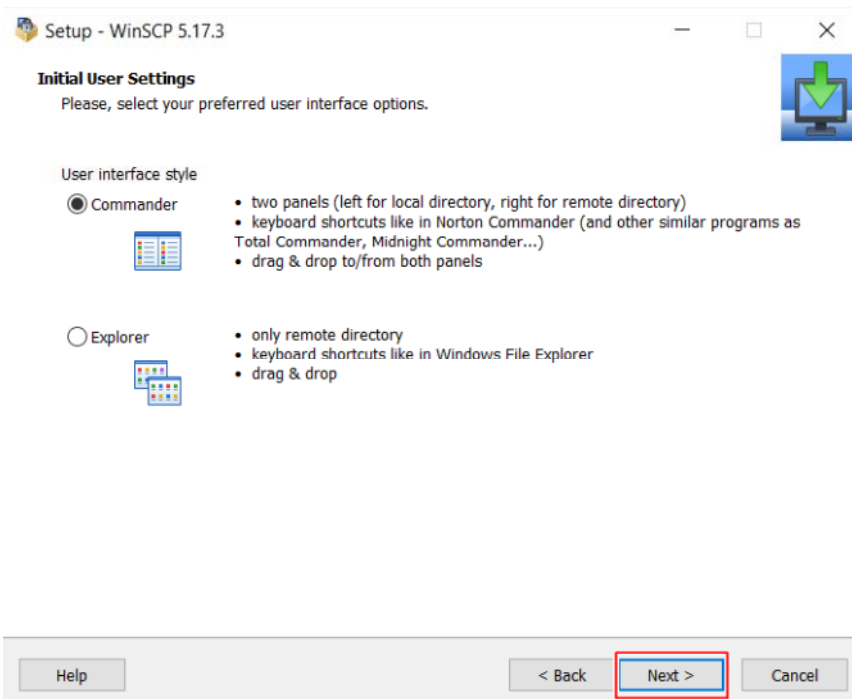 Setup - WinSCP 5.17.3
Initial User Settings
Please, select your preferred user interface options.
User interface style
Commander
• two panels (left for local directory, right for remote directory)
• keyboard shortcuts like in Norton Commander (and other similar programs as
Total Commander, Midnight Commander...)
• drag & drop to/from both panels
Explorer
• only remote directory
• keyboard shortcuts like in Windows File Explorer
• drag & drop
Help
< Back
Next >
Cancel